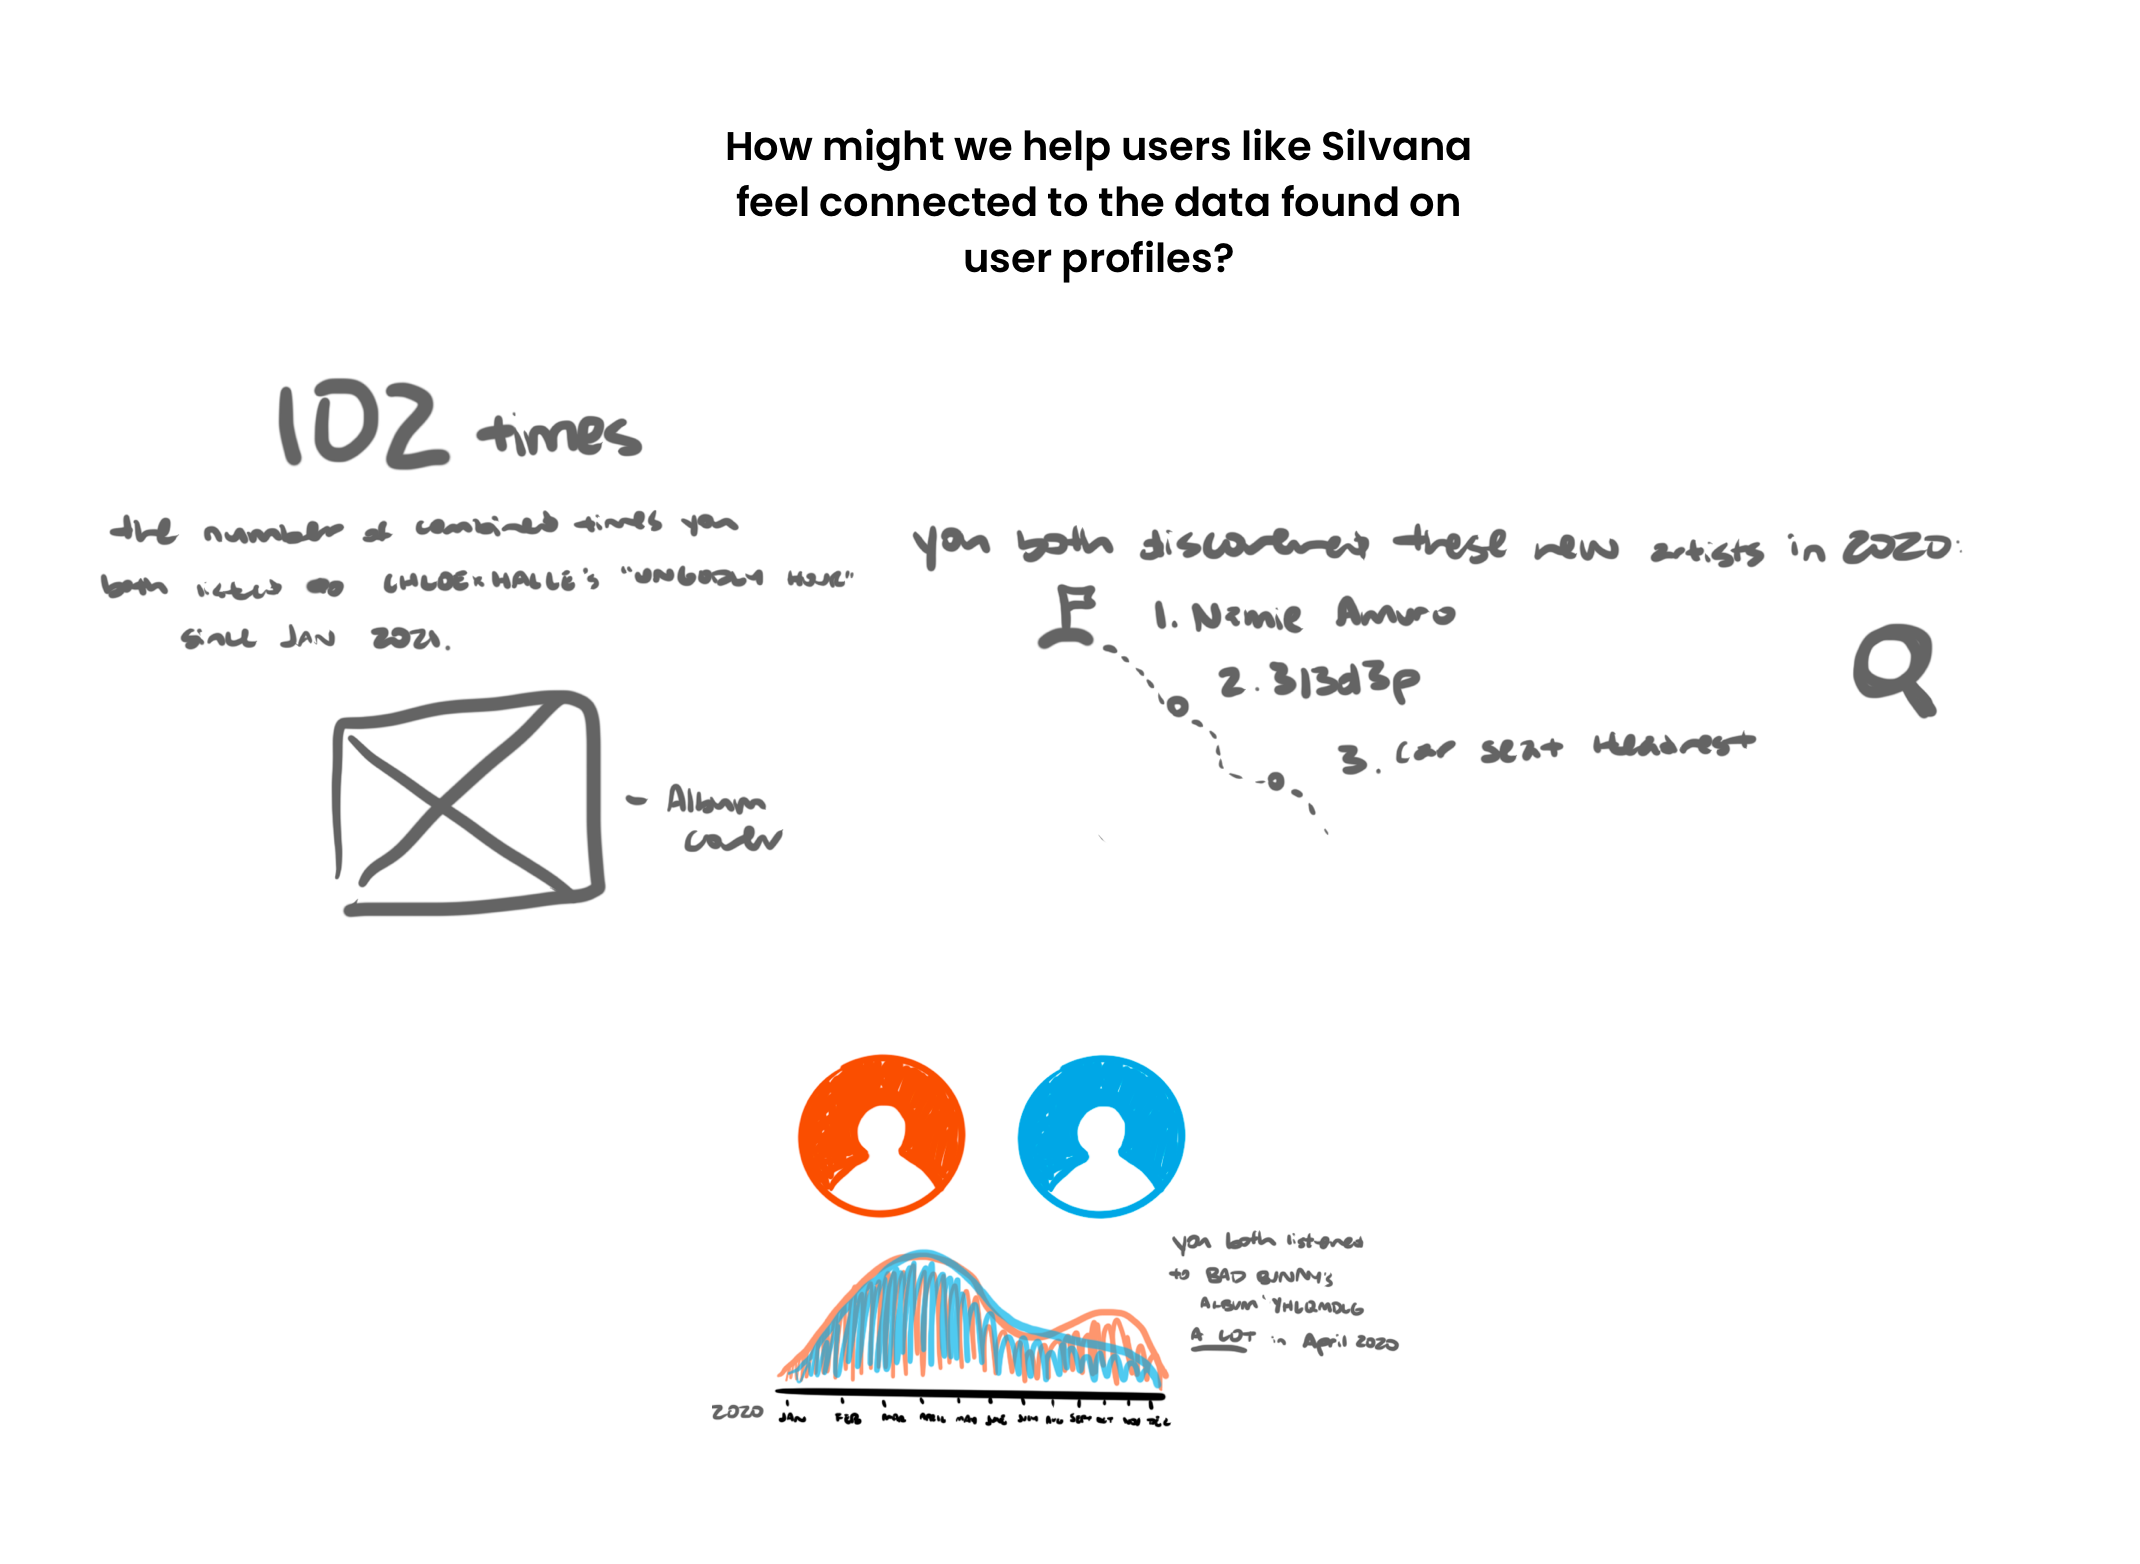 How might we help users like Silvana
feel connected to the data found on
user profiles?
102 times
the number of combined times you
both listed to CHLOE x HALLE'S "UNGODLY HOUR"
since JAN 2021.
- Album
cover
you both discovered these new artists in 2020:
1. Namie Amuro
2. 3l3d3p
3. car seat Headrest
you both listened
to BAD BUNNY's
ALBUM YHLQMDLG
A LOT in April 2020
2020 JAN FEB MAR APRIL MAY JUNE JULY AUG SEPT OCT NOV DEC